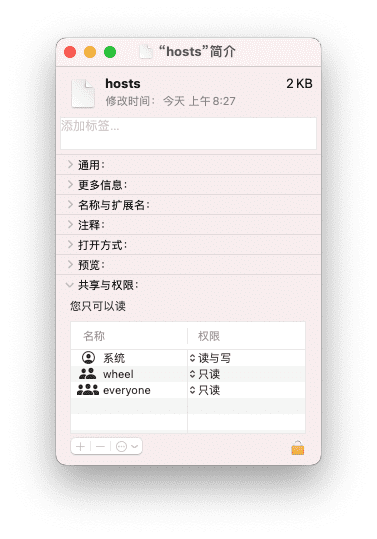 “hosts”简介
hosts 2 KB
修改时间：今天 上午 8:27
添加标签...
通用：
更多信息：
名称与扩展名：
注释：
打开方式：
预览：
共享与权限：
您只可以读
名称 权限
系统 读与写
wheel 只读
everyone 只读